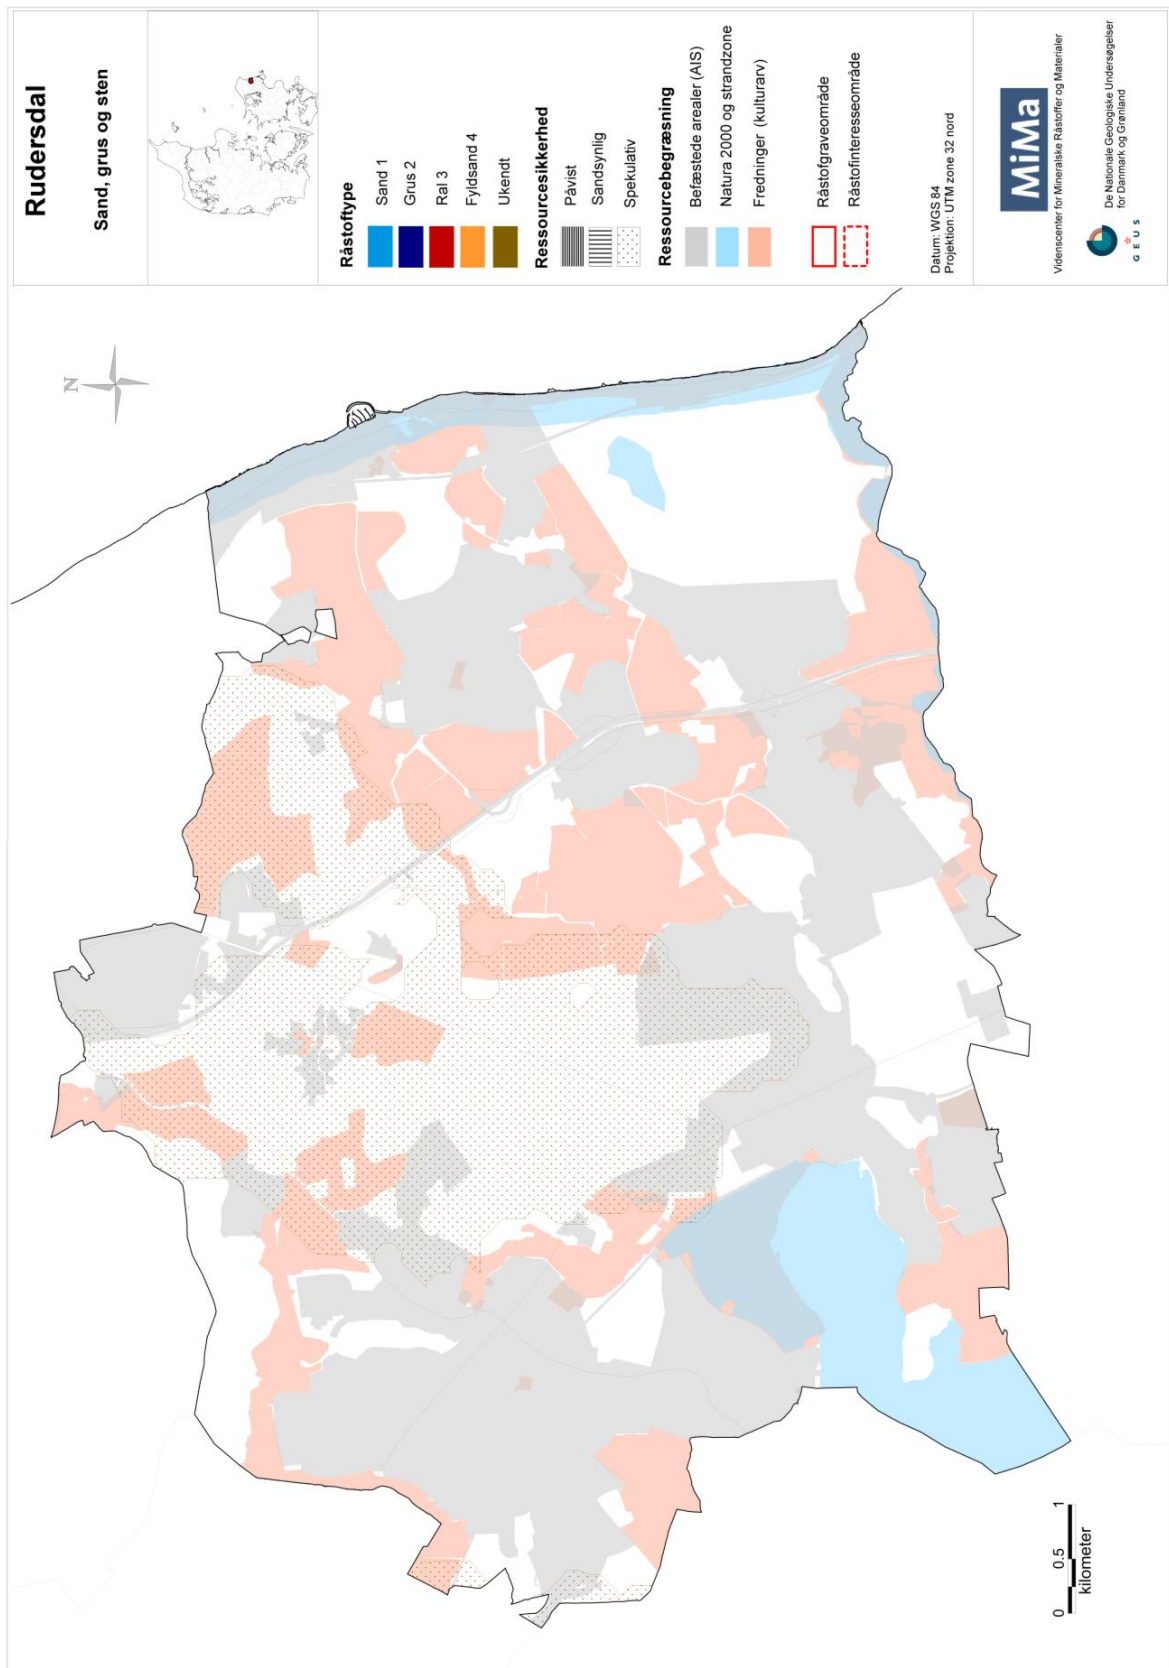 Rudersdal
Sand, grus og sten
Råstoftype
Sand 1
Grus 2
Ral 3
Fyldsand 4
Ukendt
Ressourcesikkerhed
Påvist
Sandsynlig
Spekulativ
Ressourcebegræsning
Befæstede arealer (AIS)
Natura 2000 og strandzone
Fredninger (kulturarv)
Råstofgraveområde
Råstofinteresseområde
Datum: WGS 84
Projektion: UTM zone 32 nord
MiMa
Videnscenter for Mineralske Råstoffer og Materialer
De Nationale Geologiske Undersøgelser
for Danmark og Grønland
G E U S
N
0 0.5 1
kilometer